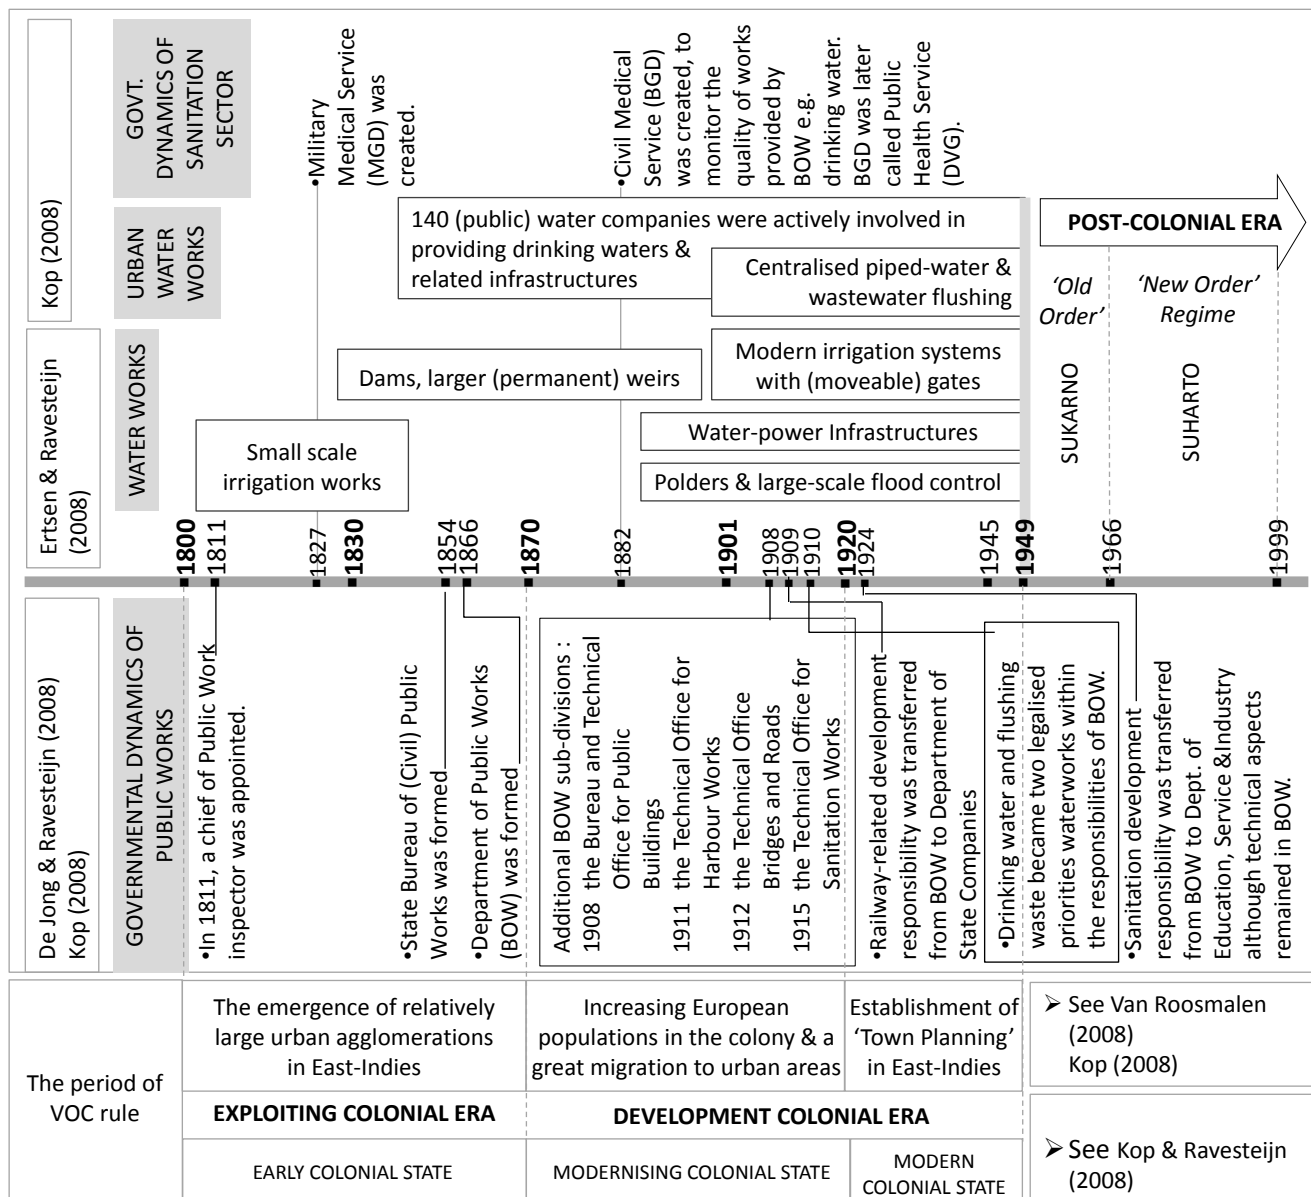 Kop (2008)
GOVT.
DYNAMICS OF
SANITATION
SECTOR
•Military
Medical Service
(MGD) was
created.
•Civil Medical
Service (BGD)
was created, to
monitor the
quality of works
provided by
BOW e.g.
drinking water.
BGD was later
called Public
Health Service
(DVG).
URBAN
WATER
WORKS
140 (public) water companies were actively involved in
providing drinking waters &
related infrastructures
Centralised piped-water &
wastewater flushing
POST-COLONIAL ERA
‘Old
Order’
‘New Order’
Regime
SUKARNO
SUHARTO
Ertsen & Ravesteijn
(2008)
WATER WORKS
Dams, larger (permanent) weirs
Modern irrigation systems
with (moveable) gates
Small scale
irrigation works
Water-power Infrastructures
Polders & large-scale flood control
1800
1811
1827
1830
1854
1866
1870
1882
1901
1908
1909
1910
1920
1924
1945
1949
1966
1999
De Jong & Ravesteijn (2008)
Kop (2008)
GOVERNMENTAL DYNAMICS OF
PUBLIC WORKS
•In 1811, a chief of Public Work
inspector was appointed.
•State Bureau of (Civil) Public
Works was formed
•Department of Public Works
(BOW) was formed)
Additional BOW sub-divisions :
1908 the Bureau and Technical
Office for Public
Buildings
1911 the Technical Office for
Harbour Works
1912 the Technical Office
Bridges and Roads
1915 the Technical Office for
Sanitation Works
•Railway-related development
responsibility was transferred
from BOW to Department of
State Companies
•Drinking water and flushing
waste became two legalised
priorities waterworks within
the responsibilities of BOW.
•Sanitation development
responsibility was transferred
from BOW to Dept. of
Education, Service &Industry
although technical aspects
remained in BOW.
The period of
VOC rule
The emergence of relatively
large urban agglomerations
in East-Indies
Increasing European
populations in the colony & a
great migration to urban areas
Establishment of
‘Town Planning’
in East-Indies
➢ See Van Roosmalen
(2008)
Kop (2008)
EXPLOITING COLONIAL ERA
DEVELOPMENT COLONIAL ERA
EARLY COLONIAL STATE
MODERNISING COLONIAL STATE
MODERN
COLONIAL STATE
➢ See Kop & Ravesteijn
(2008)